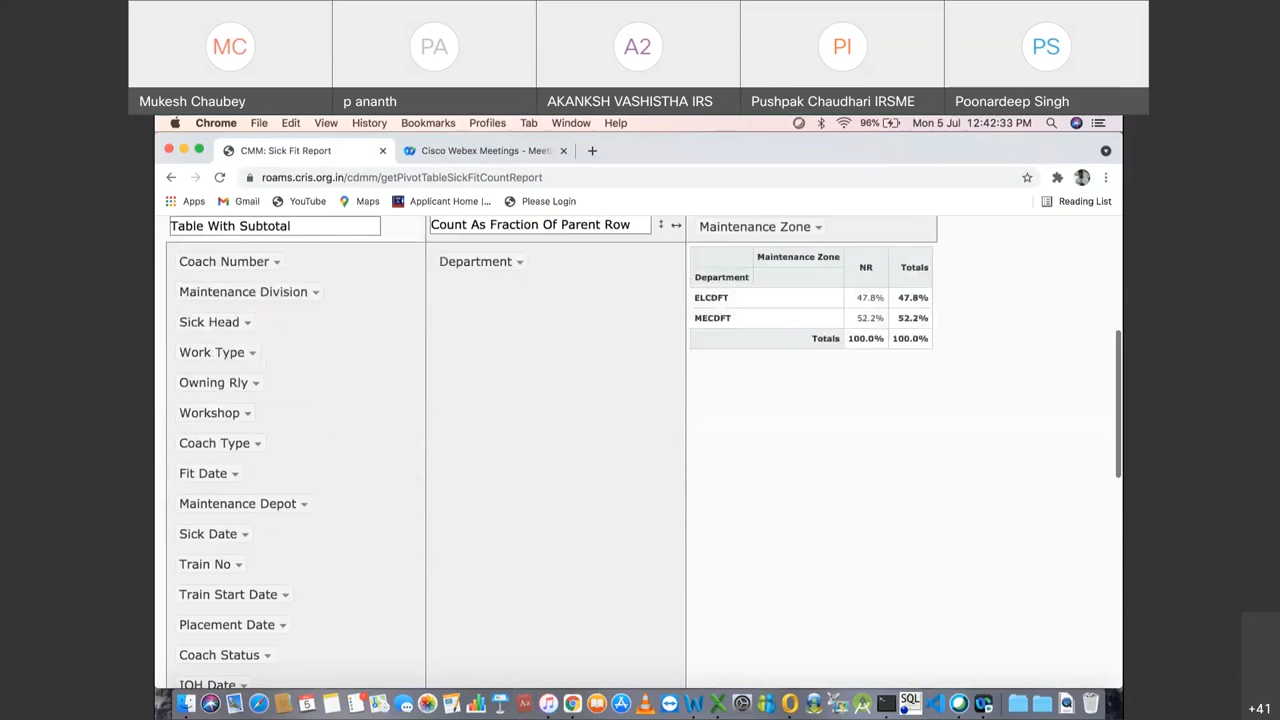 MC
PA
A2
PI
PS
Mukesh Chaubey
p ananth
AKANKSH VASHISTHA IRS
Pushpak Chaudhari IRSME
Poonardeep Singh
Chrome File Edit View History Bookmarks Profiles Tab Window Help 96% Mon 5 Jul 12:42:33 PM
CMM: Sick Fit Report
Cisco Webex Meetings - Meet
roams.cris.org.in/cdmm/getPivotTableSickFitCountReport
Apps Gmail YouTube Maps Applicant Home |... Please Login Reading List
Table With Subtotal
Count As Fraction Of Parent Row
Maintenance Zone
Coach Number
Maintenance Division
Sick Head
Work Type
Owning Rly
Workshop
Coach Type
Fit Date
Maintenance Depot
Sick Date
Train No
Train Start Date
Placement Date
Coach Status
IOH Date
Department
Maintenance Zone NR Totals
Department
ELCDFT 47.8% 47.8%
MECDFT 52.2% 52.2%
Totals 100.0% 100.0%
SQL
+41